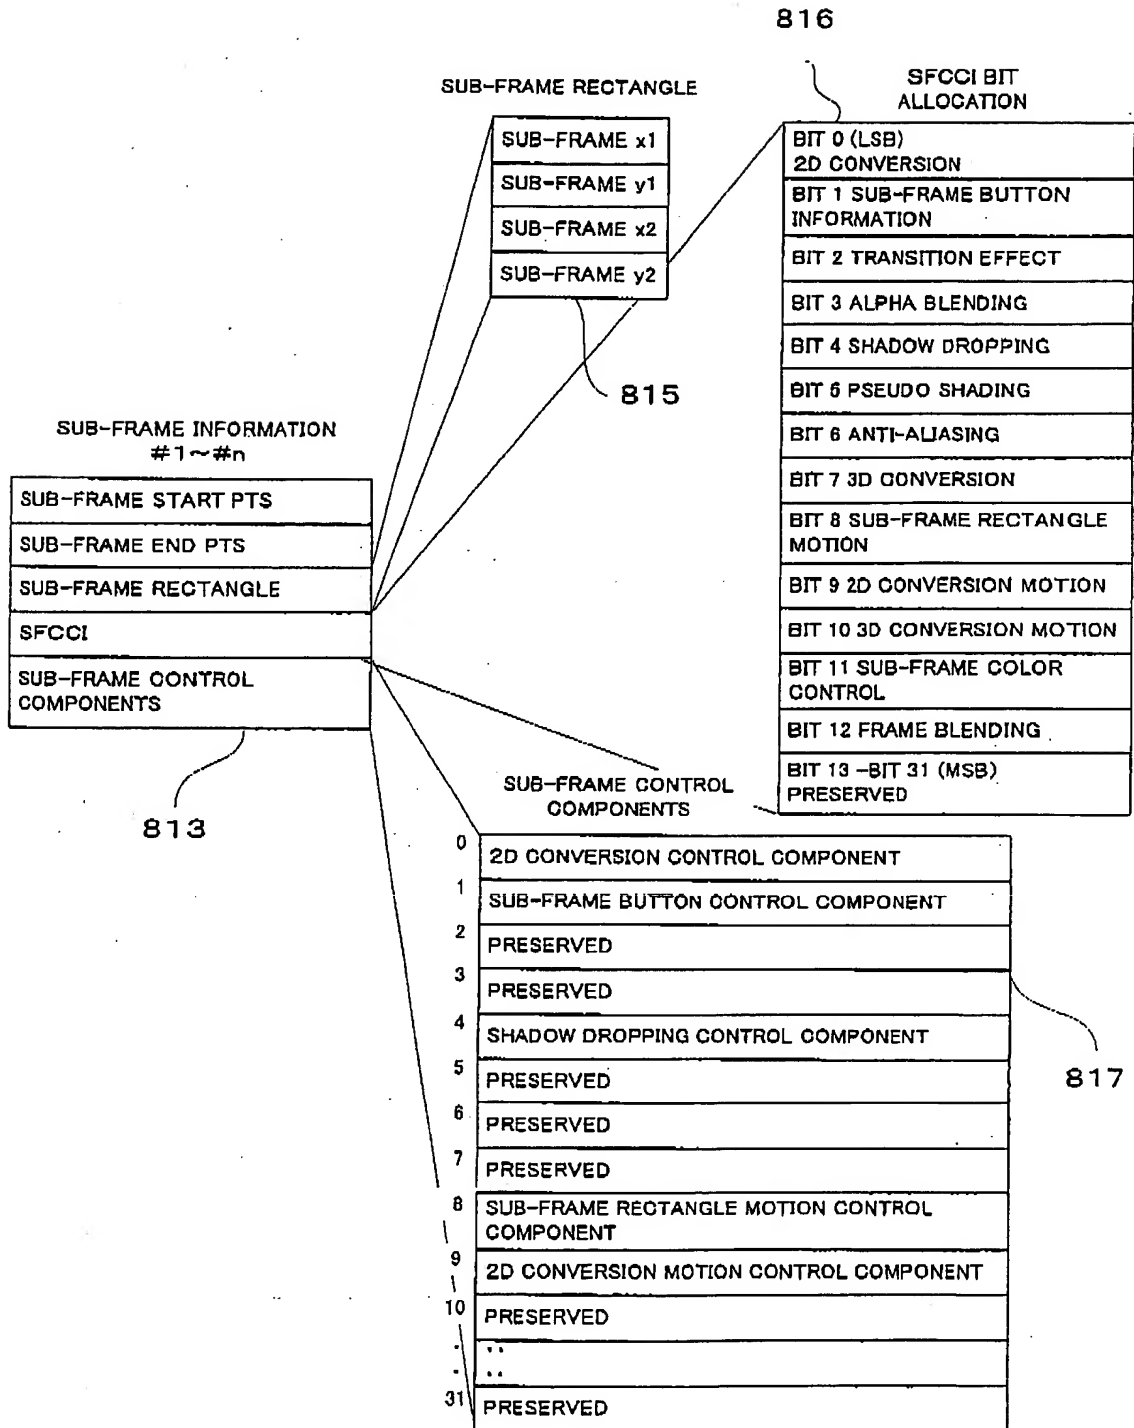 816
SUB-FRAME RECTANGLE
SFCCI BIT
ALLOCATION
SUB-FRAME x1
SUB-FRAME y1
SUB-FRAME x2
SUB-FRAME y2
815
BIT 0 (LSB)
2D CONVERSION
BIT 1 SUB-FRAME BUTTON
INFORMATION
BIT 2 TRANSITION EFFECT
BIT 3 ALPHA BLENDING
BIT 4 SHADOW DROPPING
BIT 5 PSEUDO SHADING
BIT 6 ANTI-ALIASING
BIT 7 3D CONVERSION
BIT 8 SUB-FRAME RECTANGLE
MOTION
BIT 9 2D CONVERSION MOTION
BIT 10 3D CONVERSION MOTION
BIT 11 SUB-FRAME COLOR
CONTROL
BIT 12 FRAME BLENDING
BIT 13 -BIT 31 (MSB)
PRESERVED
SUB-FRAME INFORMATION
#1~#n
SUB-FRAME START PTS
SUB-FRAME END PTS
SUB-FRAME RECTANGLE
SFCCI
SUB-FRAME CONTROL
COMPONENTS
813
SUB-FRAME CONTROL
COMPONENTS
0 2D CONVERSION CONTROL COMPONENT
1 SUB-FRAME BUTTON CONTROL COMPONENT
2 PRESERVED
3 PRESERVED
4 SHADOW DROPPING CONTROL COMPONENT
5 PRESERVED
6 PRESERVED
7 PRESERVED
8 SUB-FRAME RECTANGLE MOTION CONTROL
COMPONENT
9 2D CONVERSION MOTION CONTROL COMPONENT
10 PRESERVED
. ..
. ..
31 PRESERVED
817